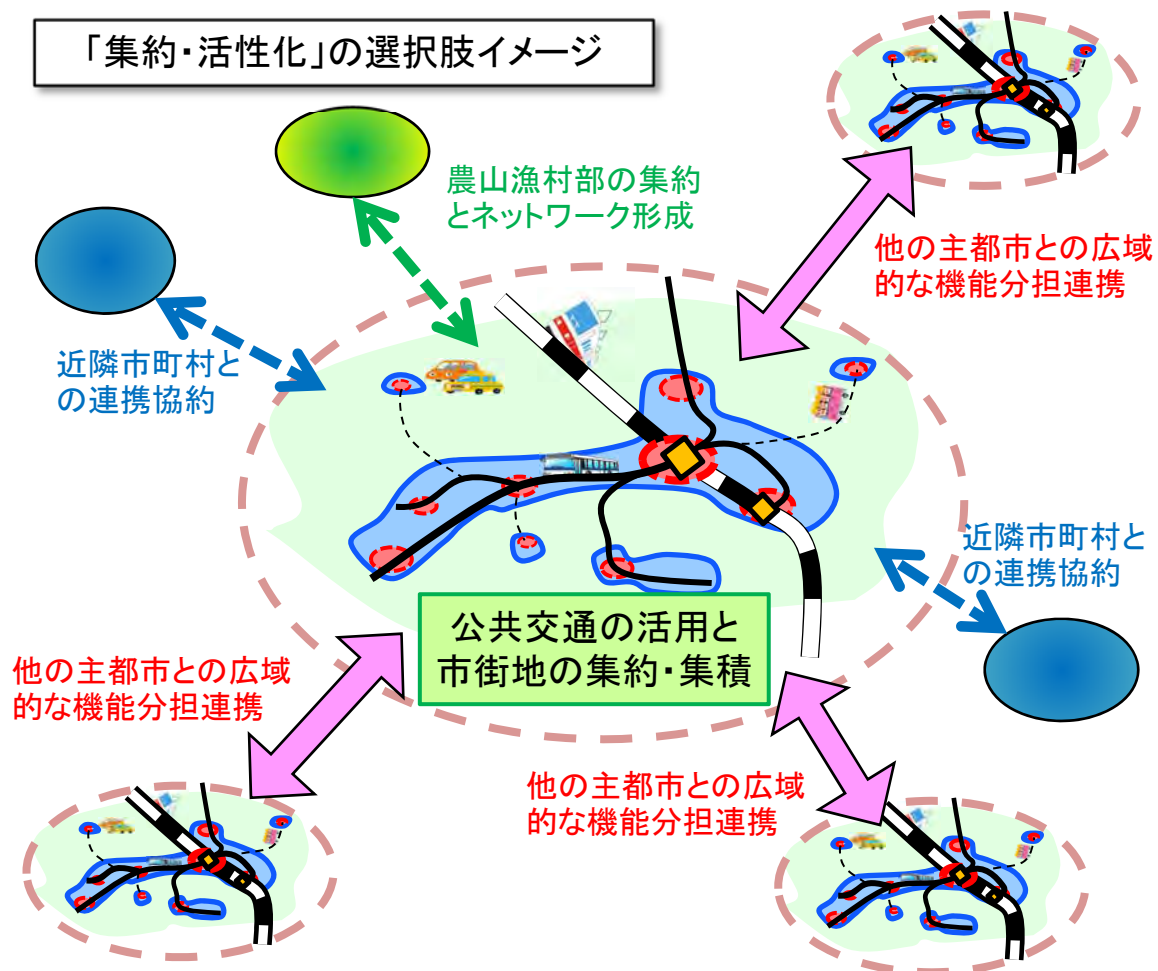 「集約・活性化」の選択肢イメージ
農山漁村部の集約
とネットワーク形成
他の主都市との広域
的な機能分担連携
近隣市町村と
の連携協約
近隣市町村と
の連携協約
公共交通の活用と
市街地の集約・集積
他の主都市との広域
的な機能分担連携
他の主都市との広域
的な機能分担連携